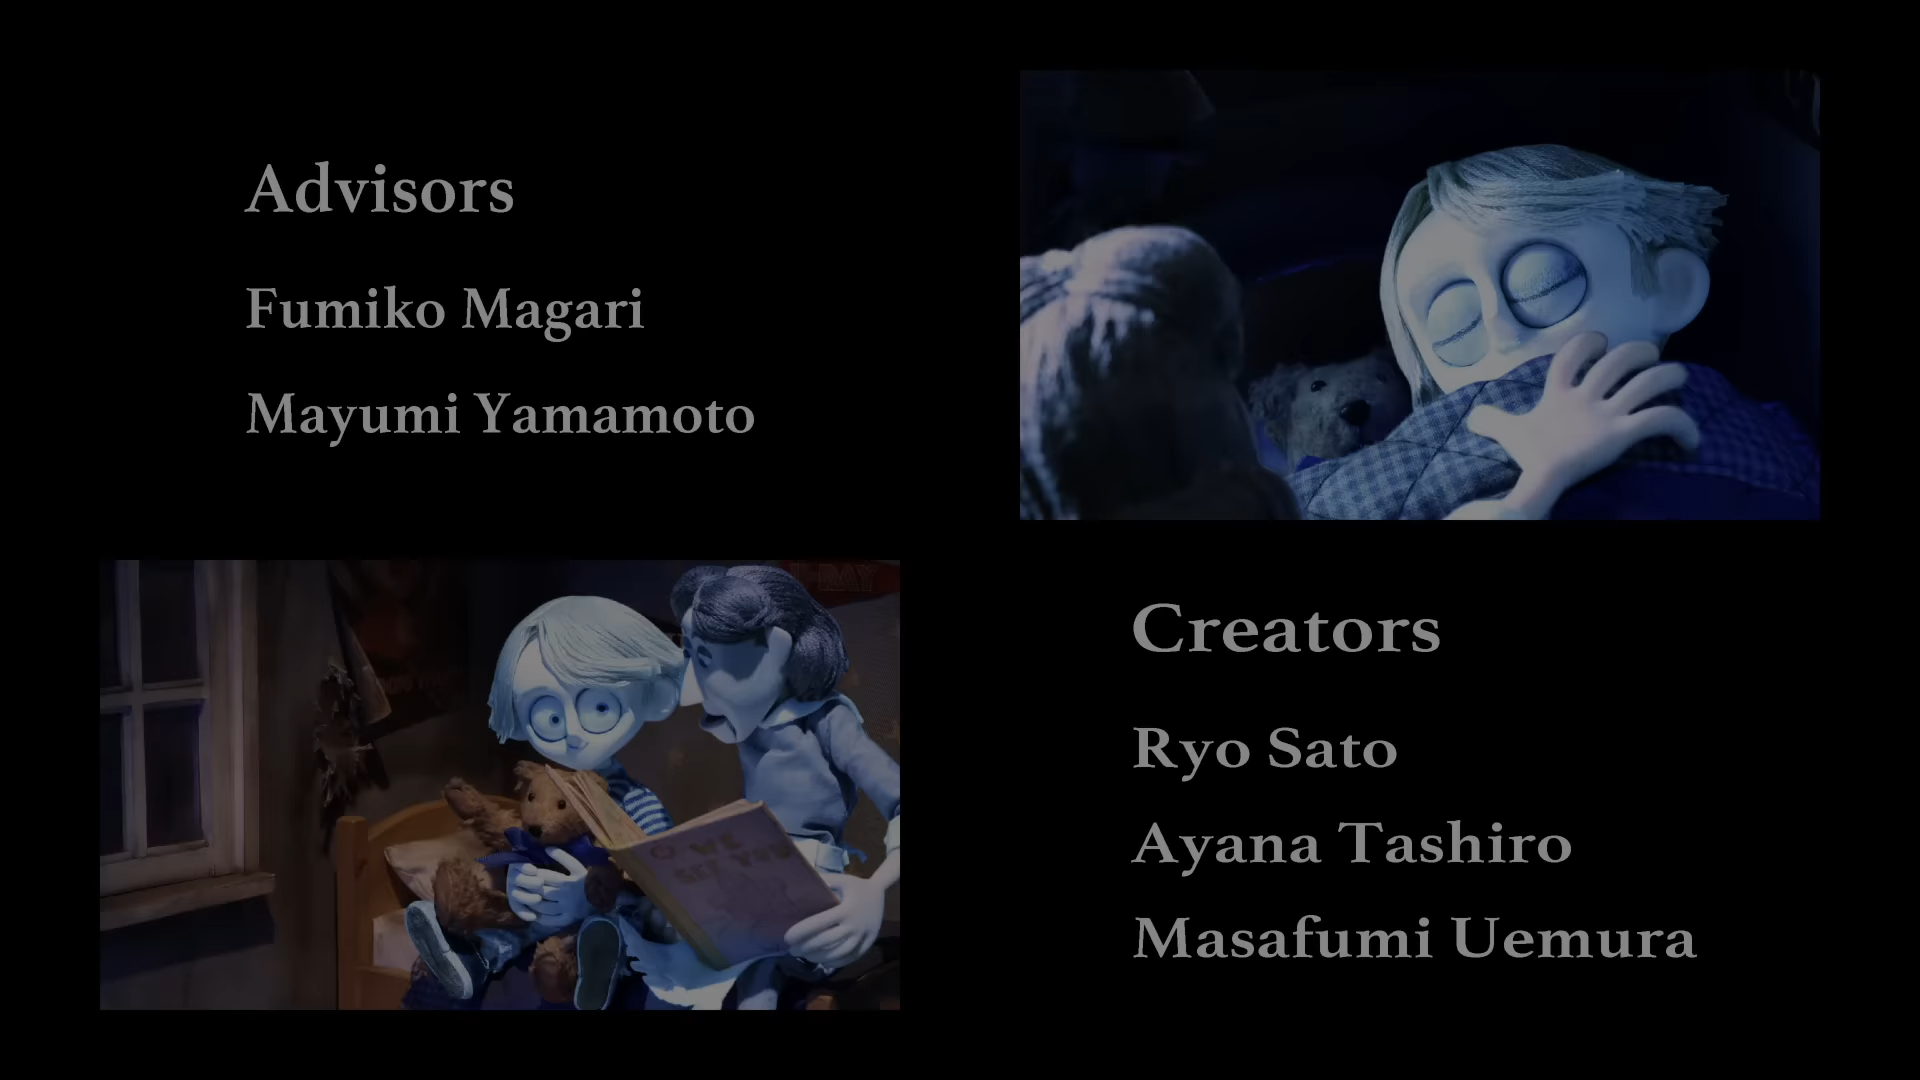 Advisors
Fumiko Magari
Mayumi Yamamoto
Creators
Ryo Sato
Ayana Tashiro
Masafumi Uemura